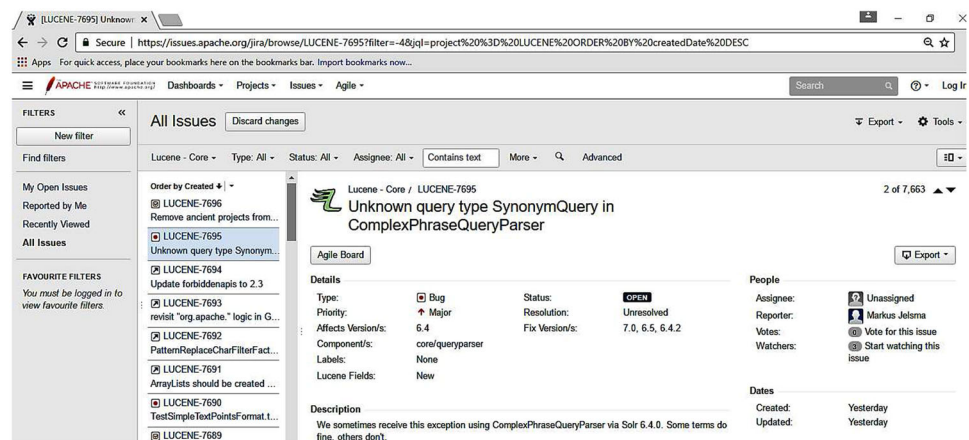 [LUCENE-7695] Unknown
Secure https://issues.apache.org/jira/browse/LUCENE-7695?filter=-4&jql=project%20%3D%20LUCENE%20ORDER%20BY%20createdDate%20DESC
Apps For quick access, place your bookmarks here on the bookmarks bar. Import bookmarks now...
APACHE Dashboards Projects Issues Agile Search Log In
FILTERS
New filter
Find filters
My Open Issues
Reported by Me
Recently Viewed
All Issues
FAVOURITE FILTERS
You must be logged in to
view favourite filters.
All Issues Discard changes Export Tools
Lucene - Core Type: All Status: All Assignee: All Contains text More Advanced
Order by Created
LUCENE-7696
Remove ancient projects from...
LUCENE-7695
Unknown query type Synonym...
LUCENE-7694
Update forbiddenapis to 2.3
LUCENE-7693
revisit "org.apache." logic in G...
LUCENE-7692
PatternReplaceCharFilterFact...
LUCENE-7691
ArrayLists should be created ...
LUCENE-7690
TestSimpleTextPointsFormat.t...
LUCENE-7689
Lucene - Core / LUCENE-7695 2 of 7,663
Unknown query type SynonymQuery in
ComplexPhraseQueryParser
Agile Board Export
Details
Type: Bug Status: OPEN
Priority: Major Resolution: Unresolved
Affects Version/s: 6.4 Fix Version/s: 7.0, 6.5, 6.4.2
Component/s: core/queryparser
Labels: None
Lucene Fields: New
Description
We sometimes receive this exception using ComplexPhraseQueryParser via Solr 6.4.0. Some terms do
fine, others don't.
People
Assignee: Unassigned
Reporter: Markus Jelsma
Votes: 0 Vote for this issue
Watchers: 3 Start watching this
issue
Dates
Created: Yesterday
Updated: Yesterday